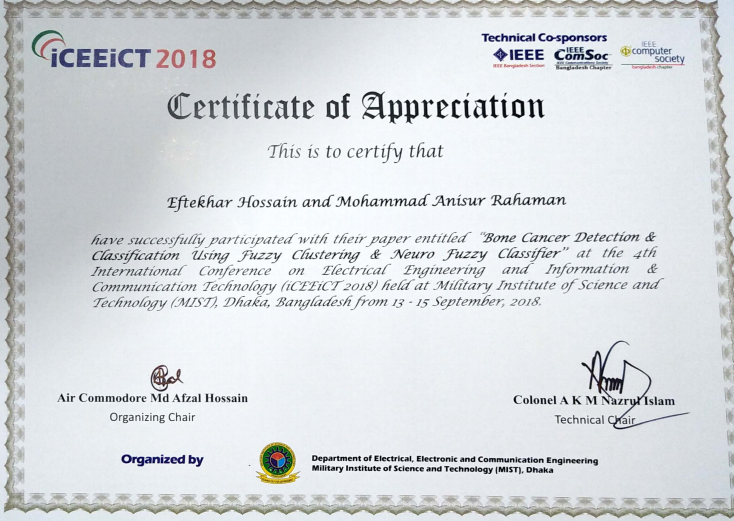 iCEEiCT 2018
Technical Co-sponsors
IEEE
IEEE Bangladesh Section
IEEE
ComSoc
IEEE Communications Society
Bangladesh Chapter
IEEE
computer
society
bangladesh chapter
Certificate of Appreciation
This is to certify that
Eftekhar Hossain and Mohammad Anisur Rahaman
have successfully participated with their paper entitled "Bone Cancer Detection &
Classification Using Fuzzy Clustering & Neuro Fuzzy Classifier" at the 4th
International Conference on Electrical Engineering and Information &
Communication Technology (iCEEiCT 2018) held at Military Institute of Science and
Technology (MIST), Dhaka, Bangladesh from 13 - 15 September, 2018.
Air Commodore Md Afzal Hossain
Organizing Chair
Colonel A K M Nazrul Islam
Technical Chair
Organized by
Department of Electrical, Electronic and Communication Engineering
Military Institute of Science and Technology (MIST), Dhaka